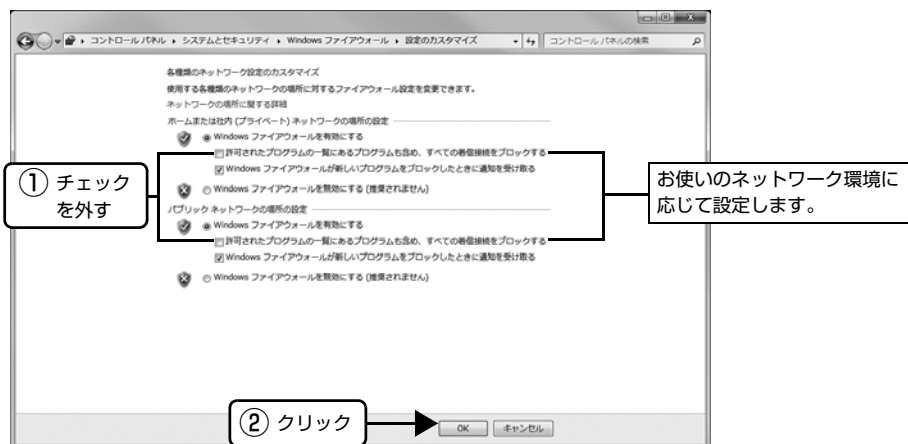 コントロール パネル ▸ システムとセキュリティ ▸ Windows ファイアウォール ▸ 設定のカスタマイズ
コントロール パネルの検索
各種類のネットワーク設定のカスタマイズ
使用する各種類のネットワークの場所に対するファイアウォール設定を変更できます。
ネットワークの場所に関する詳細
ホームまたは社内 (プライベート) ネットワークの場所の設定
Windows ファイアウォールを有効にする
許可されたプログラムの一覧にあるプログラムも含め、すべての着信接続をブロックする
Windows ファイアウォールが新しいプログラムをブロックしたときに通知を受け取る
Windows ファイアウォールを無効にする (推奨されません)
① チェック
を外す
お使いのネットワーク環境に
応じて設定します。
パブリック ネットワークの場所の設定
Windows ファイアウォールを有効にする
許可されたプログラムの一覧にあるプログラムも含め、すべての着信接続をブロックする
Windows ファイアウォールが新しいプログラムをブロックしたときに通知を受け取る
Windows ファイアウォールを無効にする (推奨されません)
② クリック
OK
キャンセル